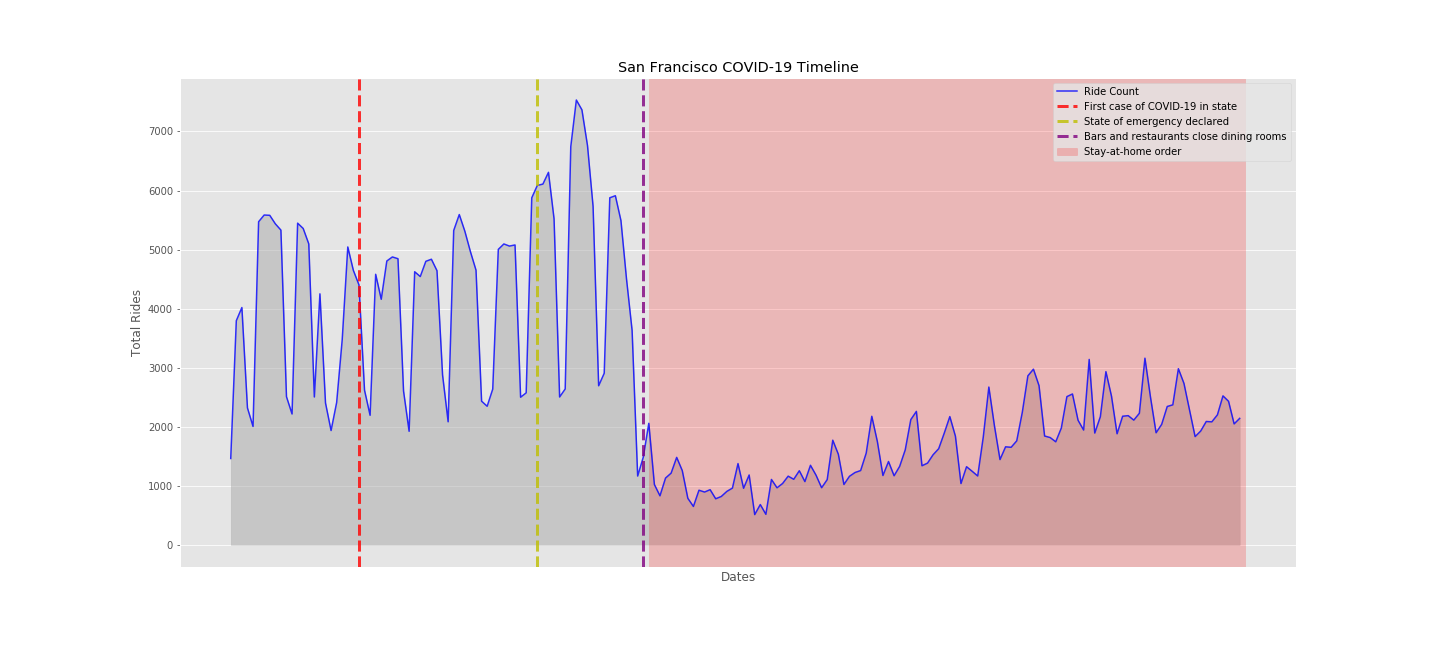 San Francisco COVID-19 Timeline
Ride Count
First case of COVID-19 in state
State of emergency declared
Bars and restaurants close dining rooms
Stay-at-home order
7000
6000
5000
4000
3000
2000
1000
0
Total Rides
Dates